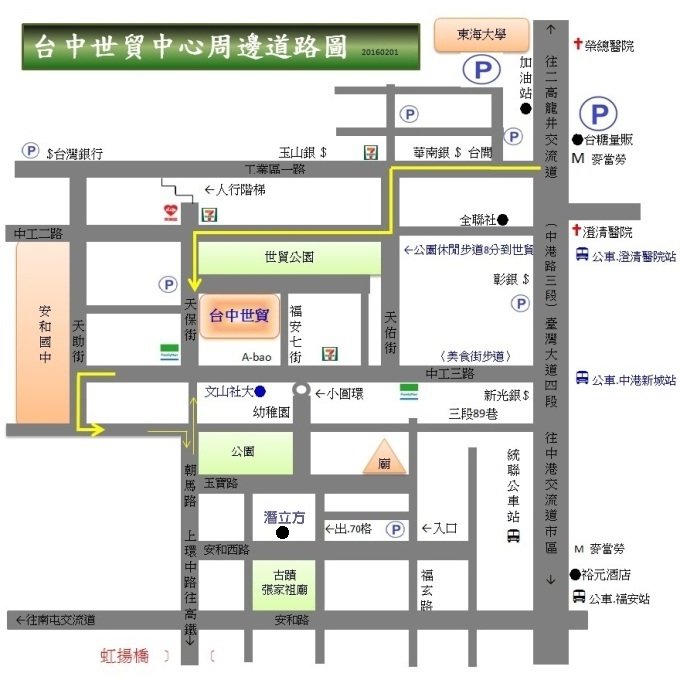 台中世貿中心周邊道路圖 20160201
東海大學
P
加油站
往二高龍井交流道
榮總醫院
P
P
P
台糖量販
M 麥當勞
P
$台灣銀行
玉山銀 $
7
華南銀 $ 台開
工業區一路
←人行階梯
7
全聯社
中工二路
澄清醫院
世貿公園
←公園休閒步道8分到世貿
公車.澄清醫院站
(中港路三段)
臺灣大道四段
彰銀 $
P
P
安和國中
天助街
天保街
台中世貿
福安七街
天佑街
7
A-bao
FamilyMart
〈美食街步道〉
中工三路
公車.中港新城站
文山社大
←小圓環
FamilyMart
新光銀$
幼稚園
三段89巷
公園
廟
往中港交流道市區
統聯公車站
朝馬路
玉寶路
潛立方
←出.70格
P
←入口
安和西路
M 麥當勞
古蹟
張家祖廟
福玄路
裕元酒店
公車.福安站
上環中路往高鐵
←往南屯交流道
安和路
虹揚橋